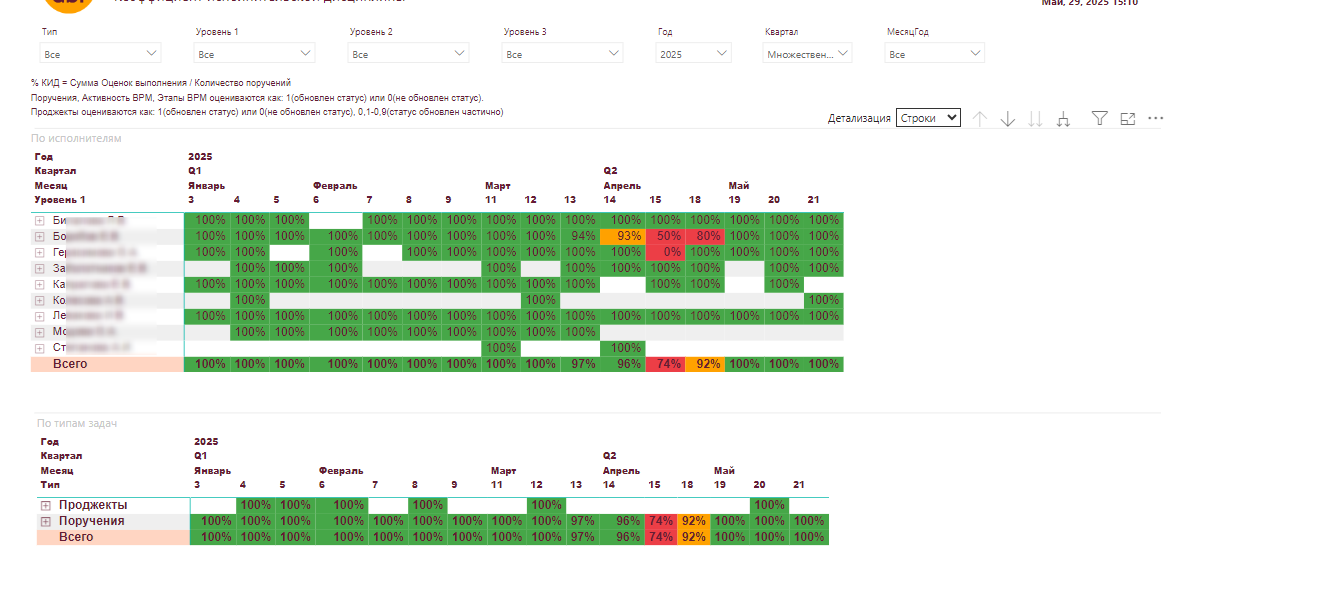 Май, 29, 2025 15:10
Тип Уровень 1 Уровень 2 Уровень 3 Год Квартал МесяцГод
Все Все Все Все 2025 Множествен... Все
% КИД = Сумма Оценок выполнения / Количество поручений
Поручения, Активность BPM, Этапы BPM оцениваются как: 1(обновлен статус) или 0(не обновлен статус).
Проджекты оцениваются как: 1(обновлен статус) или 0(не обновлен статус), 0,1-0,9(статус обновлен частично)
Детализация Строки
По исполнителям
Год 2025
Квартал Q1 Q2
Месяц Январь Февраль Март Апрель Май
Уровень 1 3 4 5 6 7 8 9 11 12 13 14 15 18 19 20 21
Би 100% 100% 100% 100% 100% 100% 100% 100% 100% 100% 100% 100% 100% 100% 100%
Бо 100% 100% 100% 100% 100% 100% 100% 100% 100% 94% 93% 50% 80% 100% 100% 100%
Ге 100% 100% 100% 100% 100% 100% 100% 100% 100% 0% 100% 100% 100% 100%
За 100% 100% 100% 100% 100% 100% 100% 100% 100% 100%
Ка 100% 100% 100% 100% 100% 100% 100% 100% 100% 100% 100% 100% 100%
Ко 100% 100% 100%
Ле 100% 100% 100% 100% 100% 100% 100% 100% 100% 100% 100% 100% 100% 100% 100% 100%
Мо 100% 100% 100% 100% 100% 100% 100% 100% 100%
Ст 100% 100%
Всего 100% 100% 100% 100% 100% 100% 100% 100% 100% 97% 96% 74% 92% 100% 100% 100%
По типам задач
Год 2025
Квартал Q1 Q2
Месяц Январь Февраль Март Апрель Май
Тип 3 4 5 6 7 8 9 11 12 13 14 15 18 19 20 21
Проджекты 100% 100% 100% 100% 100% 100%
Поручения 100% 100% 100% 100% 100% 100% 100% 100% 100% 97% 96% 74% 92% 100% 100% 100%
Всего 100% 100% 100% 100% 100% 100% 100% 100% 100% 97% 96% 74% 92% 100% 100% 100%